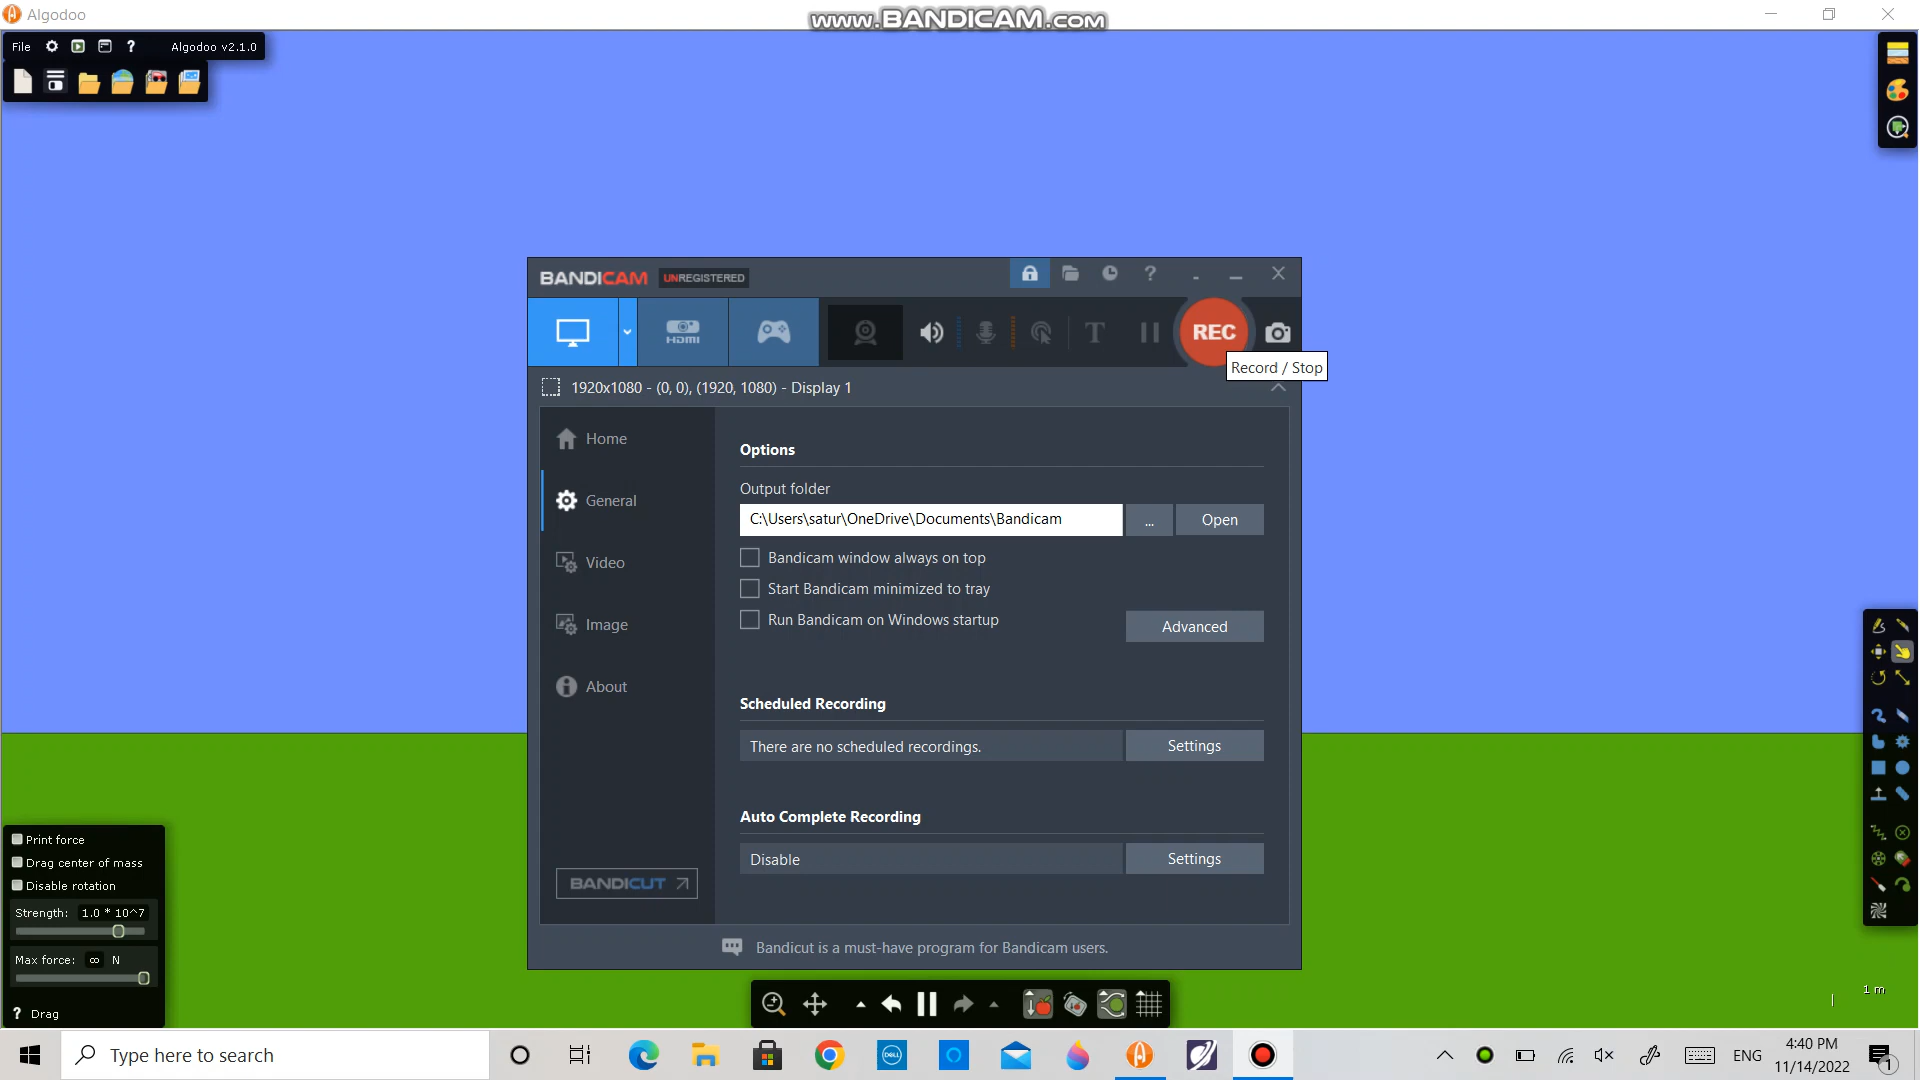 Algodoo
www.BANDICAM.com
File ? Algodoo v2.1.0
BANDICAM UNREGISTERED
?
HDMI
T
REC
Record / Stop
1920x1080 - (0, 0), (1920, 1080) - Display 1
Home
General
Video
Image
About
BANDICUT
Options
Output folder
C:\Users\satur\OneDrive\Documents\Bandicam
...
Open
Bandicam window always on top
Start Bandicam minimized to tray
Run Bandicam on Windows startup
Advanced
Scheduled Recording
There are no scheduled recordings.
Settings
Auto Complete Recording
Disable
Settings
Bandicut is a must-have program for Bandicam users.
Print force
Drag center of mass
Disable rotation
Strength: 1.0 * 10^7
Max force: ∞ N
? Drag
1 m
Type here to search
DELL
ENG
4:40 PM
11/14/2022
1